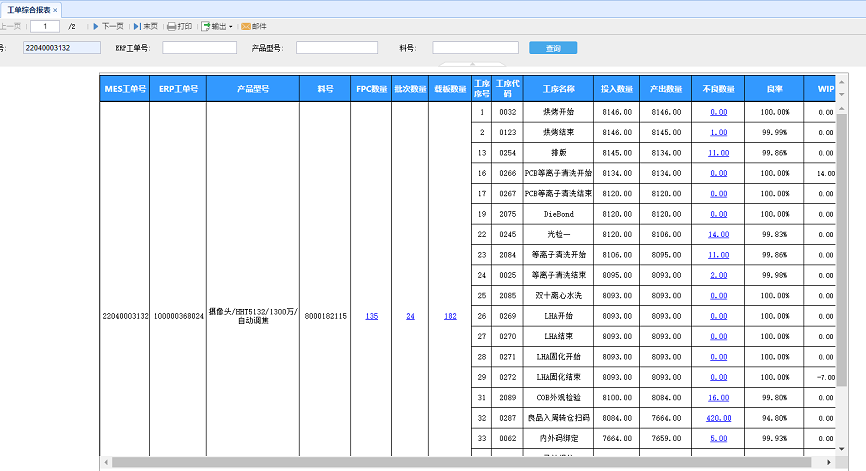 工单综合报表 ×
上一页 1 /2 下一页 末页 打印 输出 邮件
号: 22040003132 ERP工单号: 产品型号: 料号: 查询
MES工单号 ERP工单号 产品型号 料号 FPC数量 批次数量 载板数量 工序序号 工序代码 工序名称 投入数量 产出数量 不良数量 良率 WIP
1 0032 烘烤开始 8146.00 8146.00 0.00 100.00% 0.00
2 0123 烘烤结束 8146.00 8145.00 1.00 99.99% 0.00
13 0254 排版 8145.00 8134.00 11.00 99.86% 0.00
16 0266 PCB等离子清洗开始 8134.00 8134.00 0.00 100.00% 14.00
17 0267 PCB等离子清洗结束 8120.00 8120.00 0.00 100.00% 0.00
19 2075 DieBond 8120.00 8120.00 0.00 100.00% 0.00
22 0245 光检一 8120.00 8106.00 14.00 99.83% 0.00
23 2084 等离子清洗开始 8106.00 8095.00 11.00 99.86% 0.00
24 0025 等离子清洗结束 8095.00 8093.00 2.00 99.98% 0.00
25 2085 双十离心水洗 8093.00 8093.00 0.00 100.00% 0.00
22040003132 100000368024 摄像头/HHT5132/1300万/自动调焦 8000182115 135 24 182
26 0269 LHA开始 8093.00 8093.00 0.00 100.00% 0.00
27 0270 LHA结束 8093.00 8093.00 0.00 100.00% 0.00
28 0271 LHA固化开始 8093.00 8093.00 0.00 100.00% 0.00
29 0272 LHA固化结束 8093.00 8093.00 0.00 100.00% -7.00
31 2089 COB外观检验 8100.00 8084.00 16.00 99.80% 0.00
32 0287 良品入周转仓扫码 8084.00 7664.00 420.00 94.80% 0.00
33 0062 内外码绑定 7664.00 7659.00 5.00 99.93% 0.00